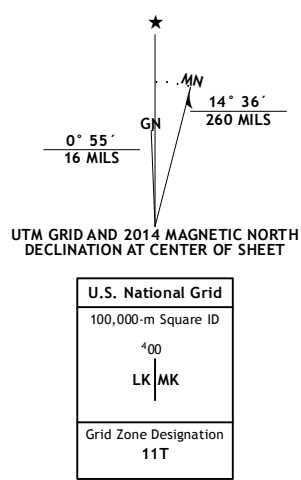 ★
MN
GN
14° 36´
260 MILS
0° 55´
16 MILS
UTM GRID AND 2014 MAGNETIC NORTH
DECLINATION AT CENTER OF SHEET
U.S. National Grid
100,000-m Square ID
⁴00
LK MK
Grid Zone Designation
11T